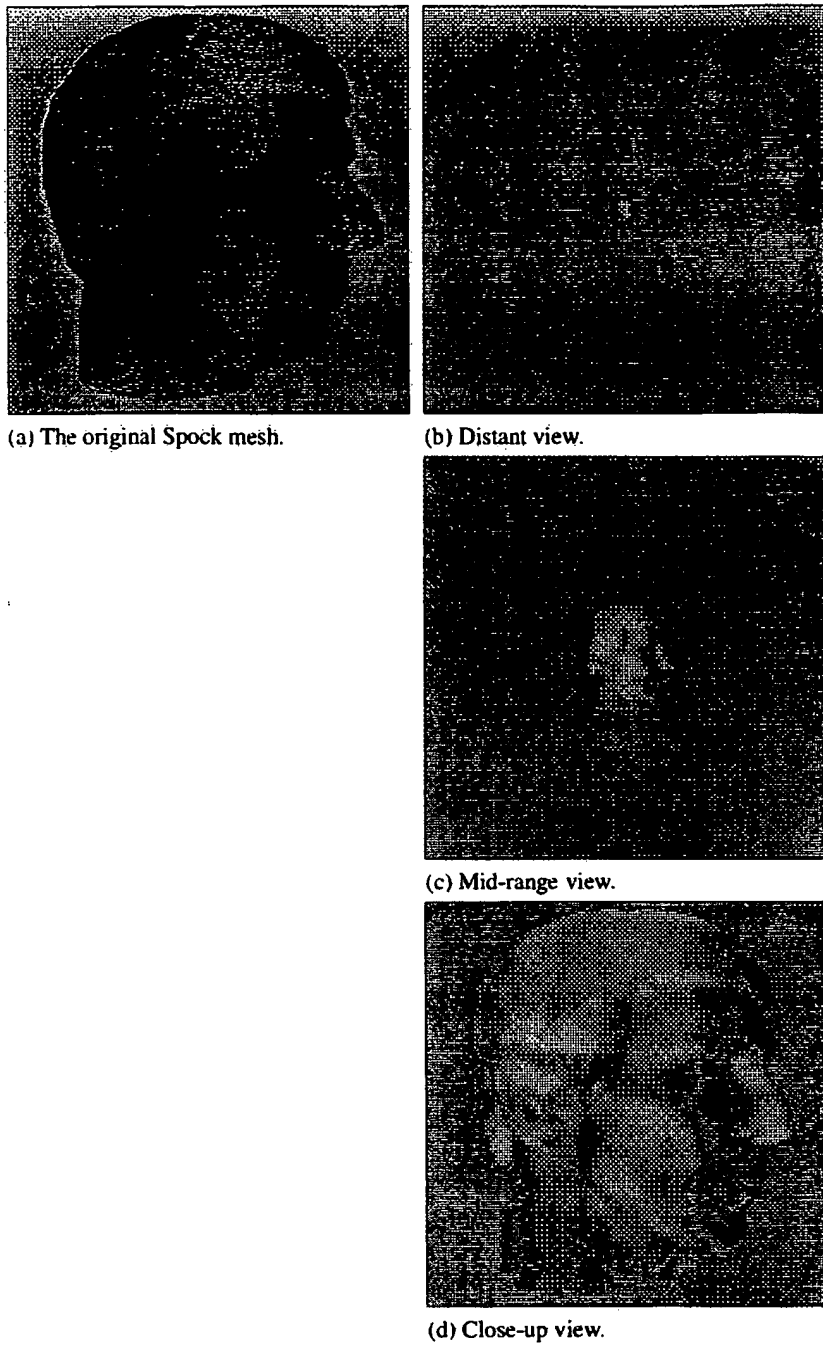 (a) The original Spock mesh.
(b) Distant view.
(c) Mid-range view.
(d) Close-up view.